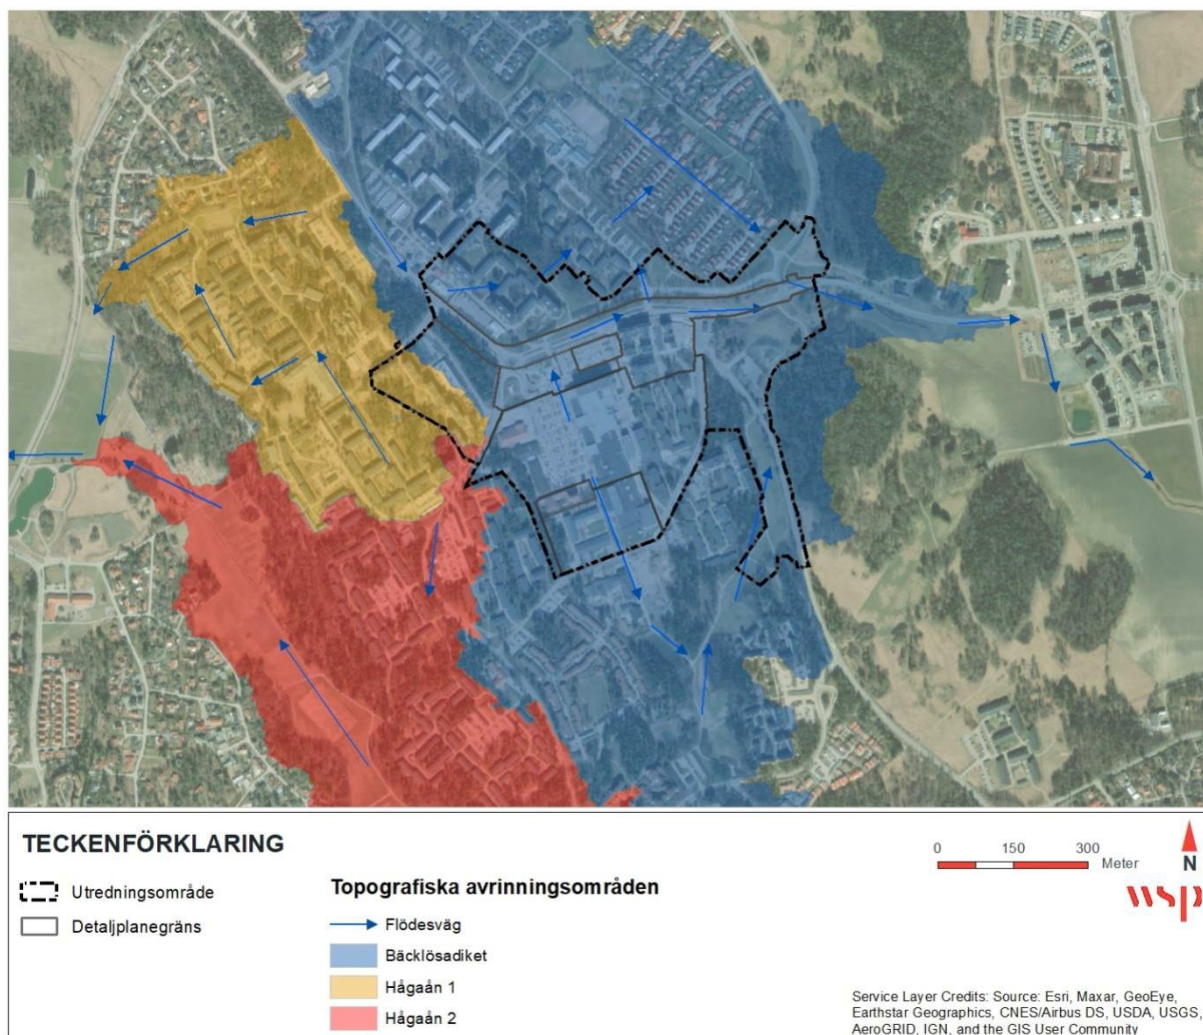 TECKENFÖRKLARING
Utredningsområde
Detaljplanegräns
Topografiska avrinningsområden
Flödesväg
Bäcklösadiket
Hågaån 1
Hågaån 2
0 150 300
Meter
N
wsp
Service Layer Credits: Source: Esri, Maxar, GeoEye,
Earthstar Geographics, CNES/Airbus DS, USDA, USGS,
AeroGRID, IGN, and the GIS User Community